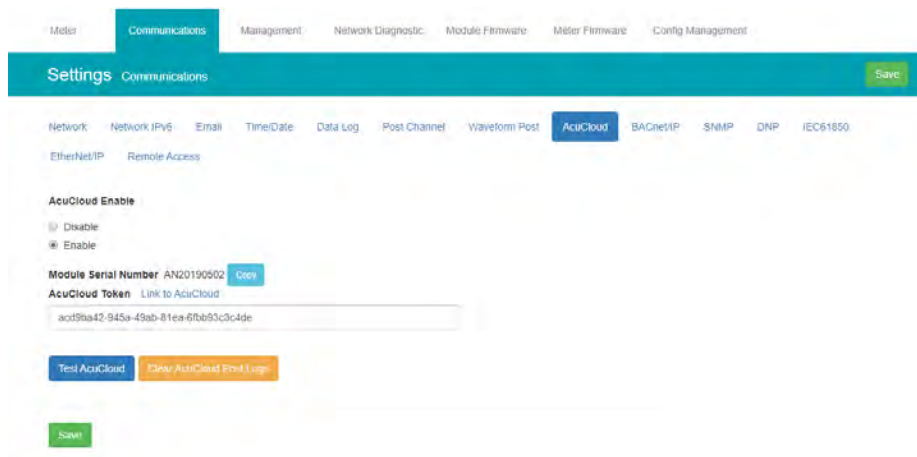 Meter Communications Management Network Diagnostic Module Firmware Meter Firmware Config Management
Settings Communications Save
Network Network IPv6 Email Time/Date Data Log Post Channel Waveform Post AcuCloud BACnet/IP SNMP DNP IEC61850
EtherNet/IP Remote Access
AcuCloud Enable
Disable
Enable
Module Serial Number AN20190502 Copy
AcuCloud Token Link to AcuCloud
acd9ba42-945a-49ab-81ea-6fbb93c3c4de
Test AcuCloud Clear AcuCloud Post Logs
Save